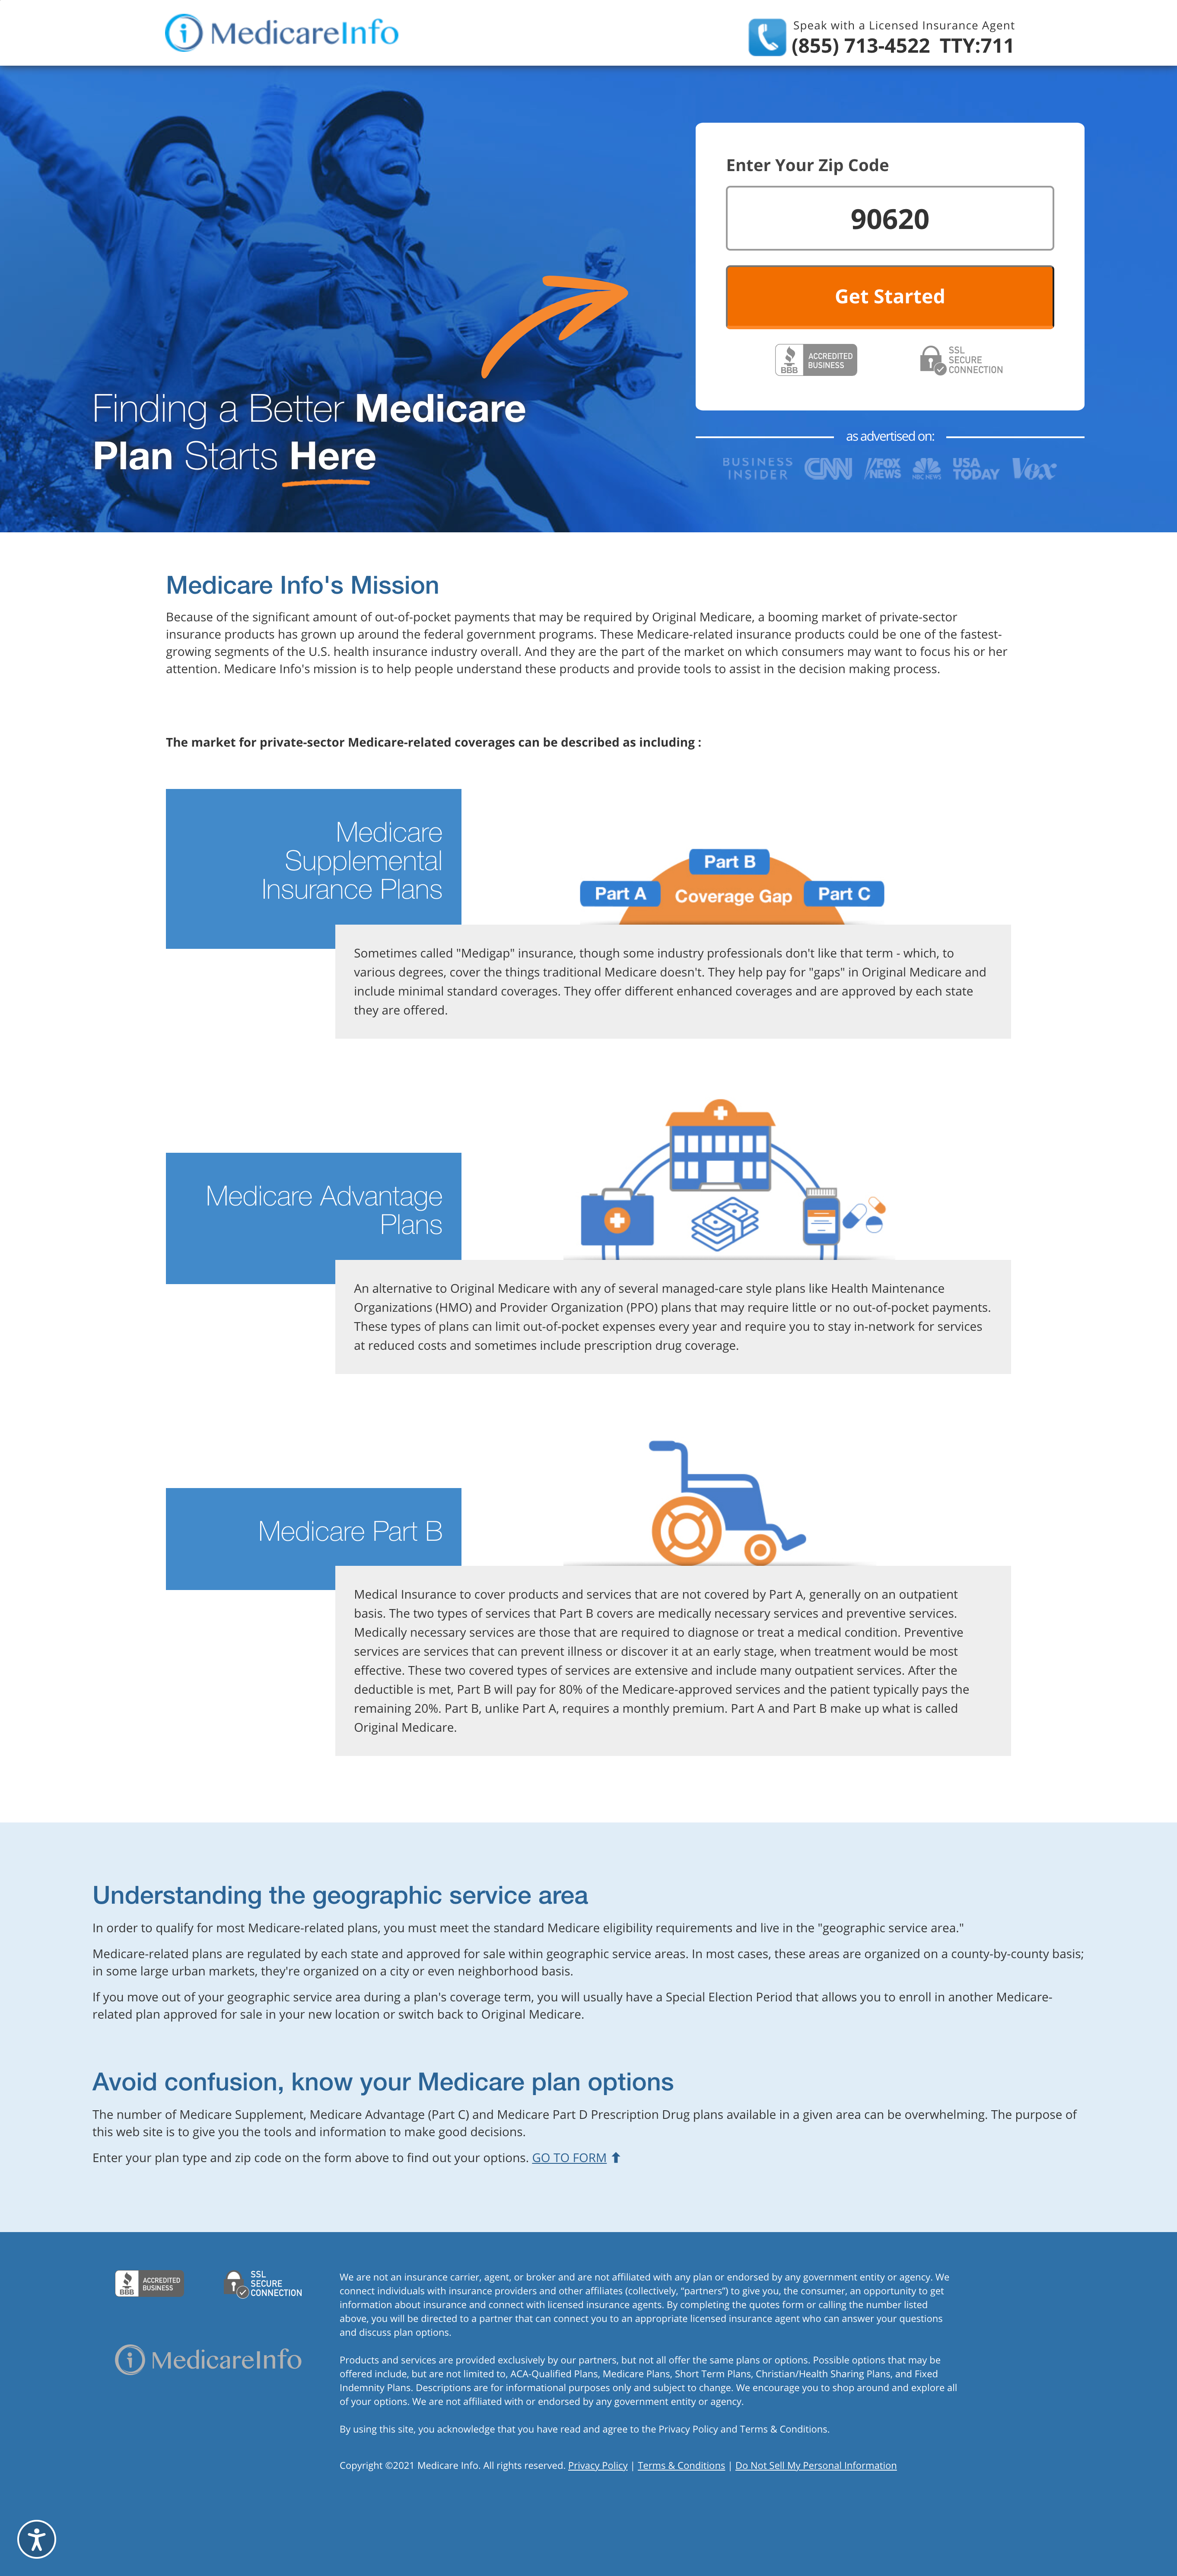 MedicareInfo
Speak with a Licensed Insurance Agent
(855) 713-4522 TTY:711
Enter Your Zip Code
90620
Get Started
BBB
ACCREDITED
BUSINESS
SSL
SECURE
CONNECTION
Finding a Better Medicare
Plan Starts Here
as advertised on:
BUSINESS
INSIDER
CNN
FOX
NEWS
NBC NEWS
USA
TODAY
Vox
Medicare Info's Mission
Because of the significant amount of out-of-pocket payments that may be required by Original Medicare, a booming market of private-sector
insurance products has grown up around the federal government programs. These Medicare-related insurance products could be one of the fastest-
growing segments of the U.S. health insurance industry overall. And they are the part of the market on which consumers may want to focus his or her
attention. Medicare Info's mission is to help people understand these products and provide tools to assist in the decision making process.
The market for private-sector Medicare-related coverages can be described as including :
Medicare
Supplemental
Insurance Plans
Part A
Part B
Coverage Gap
Part C
Sometimes called "Medigap" insurance, though some industry professionals don't like that term - which, to
various degrees, cover the things traditional Medicare doesn't. They help pay for "gaps" in Original Medicare and
include minimal standard coverages. They offer different enhanced coverages and are approved by each state
they are offered.
Medicare Advantage
Plans
An alternative to Original Medicare with any of several managed-care style plans like Health Maintenance
Organizations (HMO) and Provider Organization (PPO) plans that may require little or no out-of-pocket payments.
These types of plans can limit out-of-pocket expenses every year and require you to stay in-network for services
at reduced costs and sometimes include prescription drug coverage.
Medicare Part B
Medical Insurance to cover products and services that are not covered by Part A, generally on an outpatient
basis. The two types of services that Part B covers are medically necessary services and preventive services.
Medically necessary services are those that are required to diagnose or treat a medical condition. Preventive
services are services that can prevent illness or discover it at an early stage, when treatment would be most
effective. These two covered types of services are extensive and include many outpatient services. After the
deductible is met, Part B will pay for 80% of the Medicare-approved services and the patient typically pays the
remaining 20%. Part B, unlike Part A, requires a monthly premium. Part A and Part B make up what is called
Original Medicare.
Understanding the geographic service area
In order to qualify for most Medicare-related plans, you must meet the standard Medicare eligibility requirements and live in the "geographic service area."
Medicare-related plans are regulated by each state and approved for sale within geographic service areas. In most cases, these areas are organized on a county-by-county basis;
in some large urban markets, they're organized on a city or even neighborhood basis.
If you move out of your geographic service area during a plan's coverage term, you will usually have a Special Election Period that allows you to enroll in another Medicare-
related plan approved for sale in your new location or switch back to Original Medicare.
Avoid confusion, know your Medicare plan options
The number of Medicare Supplement, Medicare Advantage (Part C) and Medicare Part D Prescription Drug plans available in a given area can be overwhelming. The purpose of
this web site is to give you the tools and information to make good decisions.
Enter your plan type and zip code on the form above to find out your options. GO TO FORM
BBB
ACCREDITED
BUSINESS
SSL
SECURE
CONNECTION
MedicareInfo
We are not an insurance carrier, agent, or broker and are not affiliated with any plan or endorsed by any government entity or agency. We
connect individuals with insurance providers and other affiliates (collectively, “partners”) to give you, the consumer, an opportunity to get
information about insurance and connect with licensed insurance agents. By completing the quotes form or calling the number listed
above, you will be directed to a partner that can connect you to an appropriate licensed insurance agent who can answer your questions
and discuss plan options.
Products and services are provided exclusively by our partners, but not all offer the same plans or options. Possible options that may be
offered include, but are not limited to, ACA-Qualified Plans, Medicare Plans, Short Term Plans, Christian/Health Sharing Plans, and Fixed
Indemnity Plans. Descriptions are for informational purposes only and subject to change. We encourage you to shop around and explore all
of your options. We are not affiliated with or endorsed by any government entity or agency.
By using this site, you acknowledge that you have read and agree to the Privacy Policy and Terms & Conditions.
Copyright ©2021 Medicare Info. All rights reserved. Privacy Policy | Terms & Conditions | Do Not Sell My Personal Information